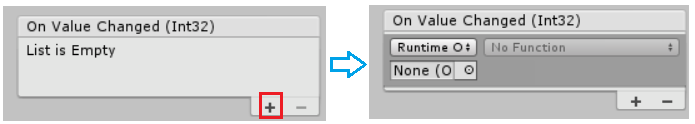 On Value Changed (Int32)
List is Empty
On Value Changed (Int32)
Runtime O
No Function
None (O